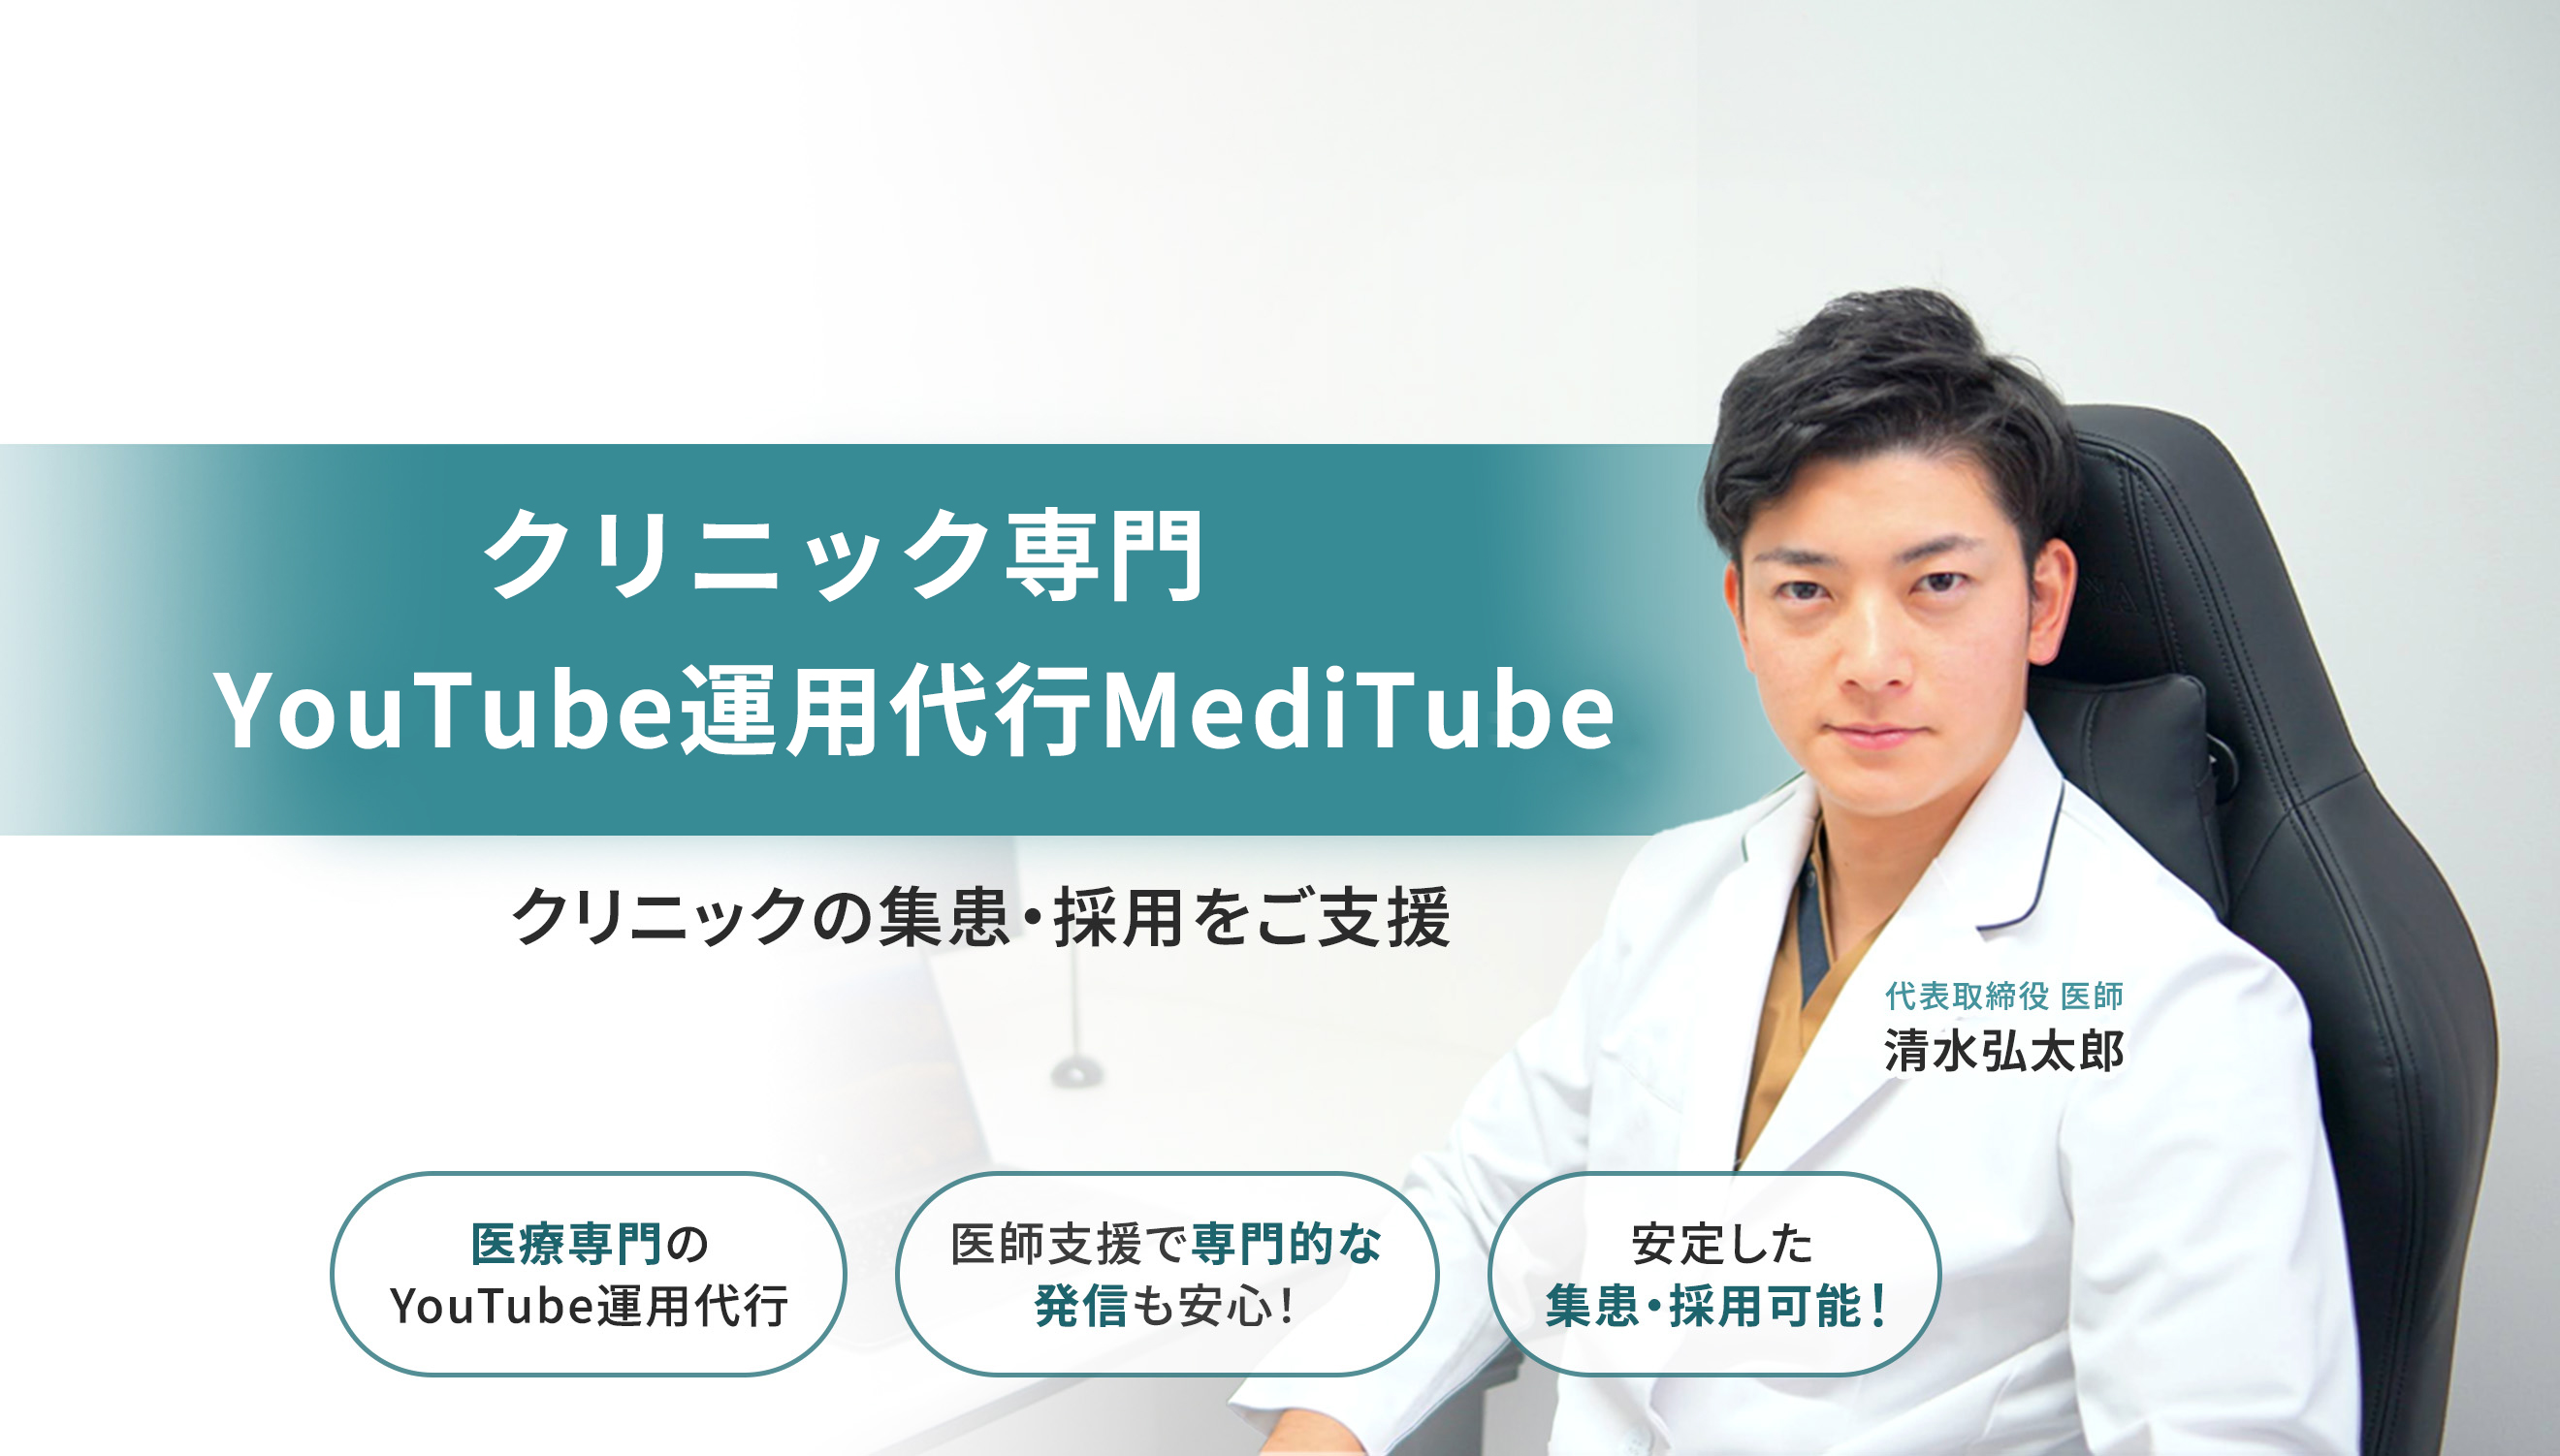 クリニック専門
YouTube運用代行MediTube
クリニックの集患・採用をご支援
代表取締役 医師
清水弘太郎
医療専門の
YouTube運用代行
医師支援で専門的な
発信も安心！
安定した
集患・採用可能！